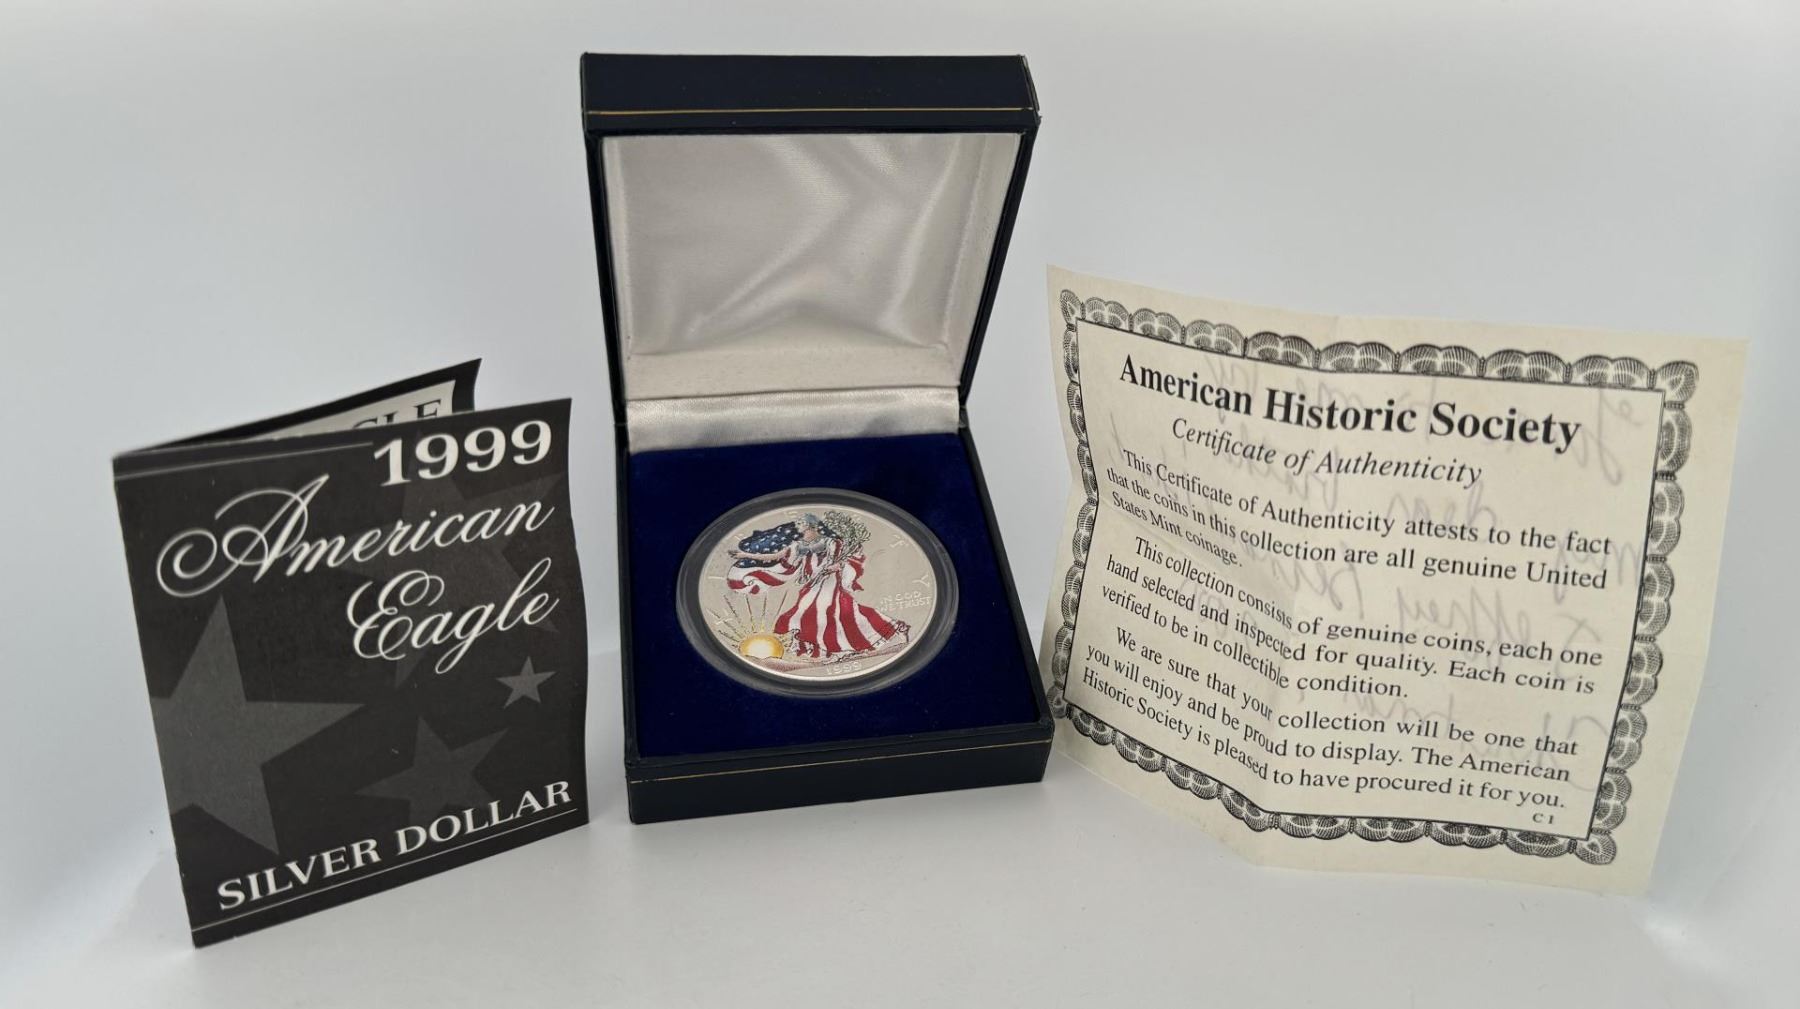 GLE
1999
American
Eagle
SILVER DOLLAR
LIBERTY
IN GOD
WE TRUST
1999
American Historic Society
Certificate of Authenticity
This Certificate of Authenticity attests to the fact
that the coins in this collection are all genuine United
States Mint coinage.
This collection consists of genuine coins, each one
hand selected and inspected for quality. Each coin is
verified to be in collectible condition.
We are sure that your collection will be one that
you will enjoy and be proud to display. The American
Historic Society is pleased to have procured it for you.
C 1